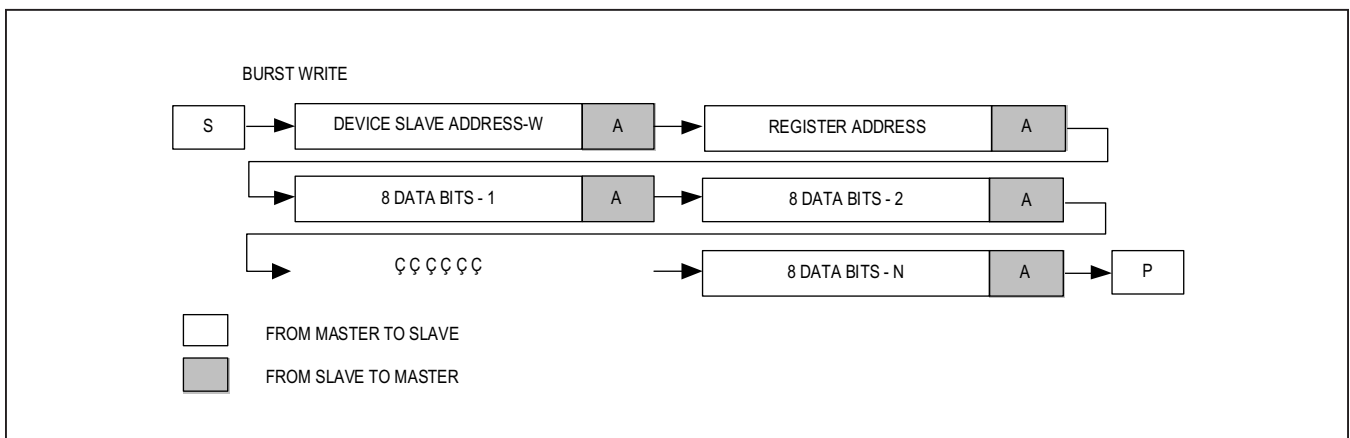 BURST WRITE
S DEVICE SLAVE ADDRESS-W A REGISTER ADDRESS A
8 DATA BITS - 1 A 8 DATA BITS - 2 A
ÇÇÇÇÇÇ 8 DATA BITS - N A P
FROM MASTER TO SLAVE
FROM SLAVE TO MASTER